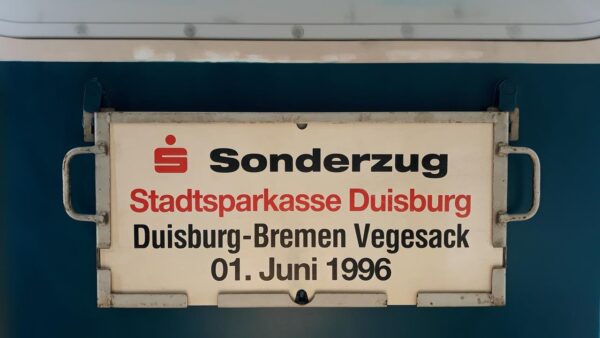 Sonderzug
Stadtsparkasse Duisburg
Duisburg-Bremen Vegesack
01. Juni 1996